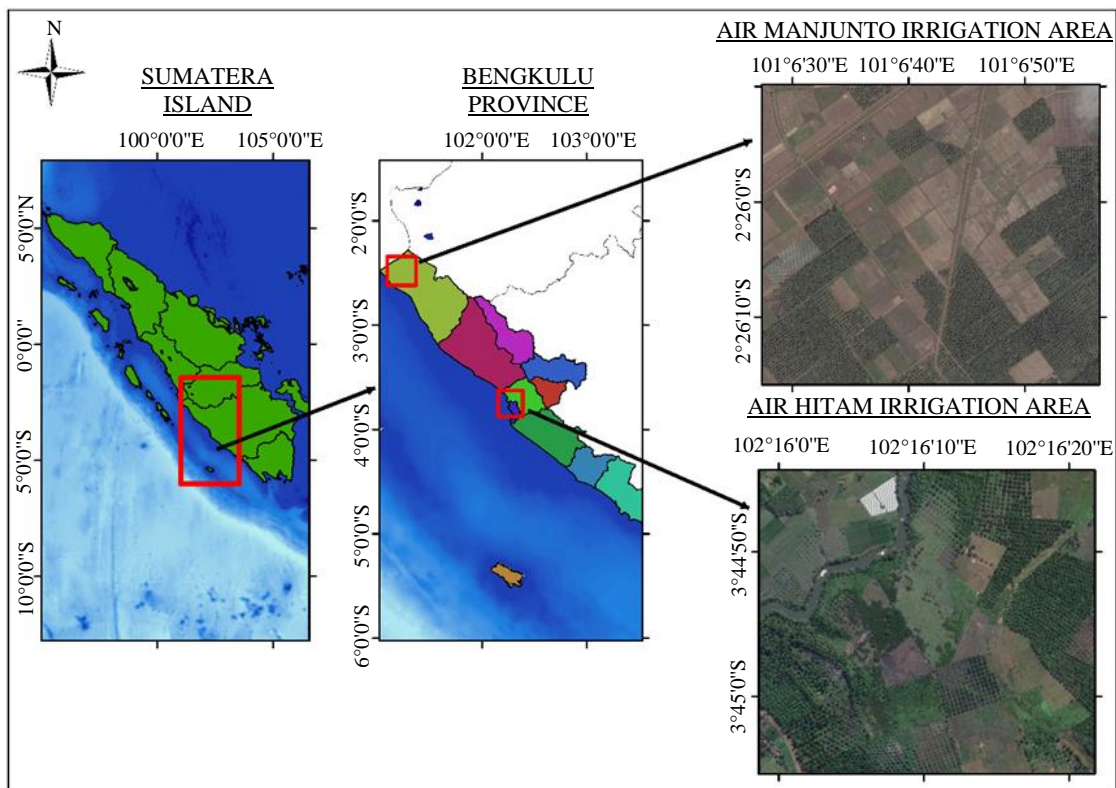 N
SUMATERA
ISLAND
100°0'0"E 105°0'0"E
5°0'0"N
0°0'0"
5°0'0"S
10°0'0"S
BENGKULU
PROVINCE
102°0'0"E 103°0'0"E
2°0'0"S
3°0'0"S
4°0'0"S
5°0'0"S
6°0'0"S
AIR MANJUNTO IRRIGATION AREA
101°6'30"E 101°6'40"E 101°6'50"E
2°26'0"S
2°26'10"S
AIR HITAM IRRIGATION AREA
102°16'0"E 102°16'10"E 102°16'20"E
3°44'50"S
3°45'0"S